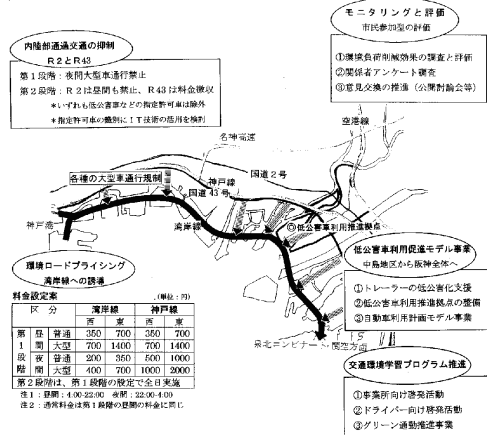 内陸部通過交通の抑制
R2とR43
第1段階：夜間大型車通行禁止
第2段階：R2は昼間も禁止、R43は料金徴収
*いずれも低公害車などの指定許可車は除外
*指定許可車の識別にIT技術の活用を検討
モニタリングと評価
市民参加型の評価
①環境負荷削減効果の調査と評価
②関係者アンケート調査
③意見交換の推進（公開討論会等）
空港線
名神高速
国道2号
各種の大型車通行規制
神戸線
国道43号
神戸港
湾岸線
◎低公害車利用推進拠点
環境ロードプライシング
湾岸線への誘導
低公害車利用促進モデル事業
中島地区から阪神全体へ
①トレーラーの低公害化支援
②低公害車利用推進拠点の整備
③自動車利用計画モデル事業
料金設定案 （単位：円）
区 分 湾岸線 神戸線
西 東 西 東
第1段階 昼間 普通 350 700 350 700
大型 700 1400 700 1400
夜間 普通 200 350 500 1000
大型 400 700 1000 2000
第2段階は、第1段階の設定で全日実施
注1：昼間：4:00-22:00 夜間：22:00-4:00
注2：通常料金は第1段階の昼間の料金に同じ
泉北コンビナートへ
関空方面
交通環境学習プログラム推進
①事業所向け啓発活動
②ドライバー向け啓発活動
③グリーン通勤推進事業